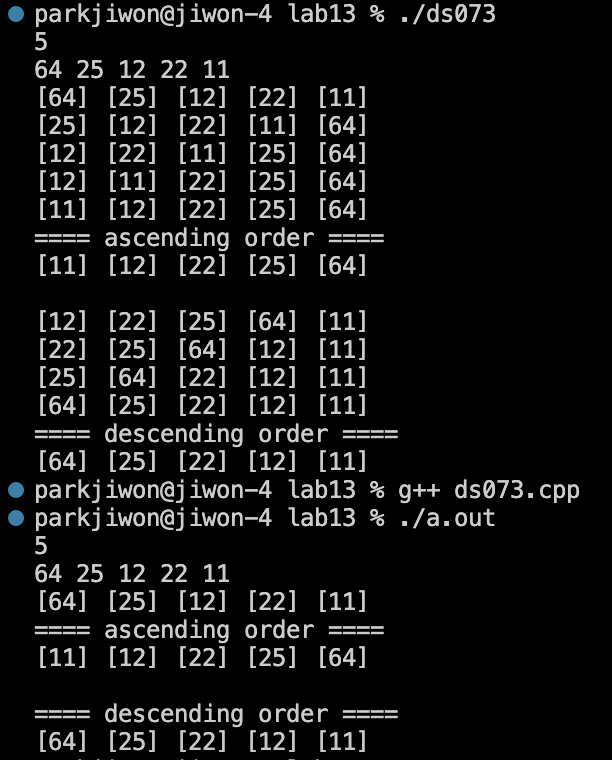 parkjiwon@jiwon-4 lab13 % ./ds073
5
64 25 12 22 11
[64] [25] [12] [22] [11]
[25] [12] [22] [11] [64]
[12] [22] [11] [25] [64]
[12] [11] [22] [25] [64]
[11] [12] [22] [25] [64]
==== ascending order ====
[11] [12] [22] [25] [64]

[12] [22] [25] [64] [11]
[22] [25] [64] [12] [11]
[25] [64] [22] [12] [11]
[64] [25] [22] [12] [11]
==== descending order ====
[64] [25] [22] [12] [11]
parkjiwon@jiwon-4 lab13 % g++ ds073.cpp
parkjiwon@jiwon-4 lab13 % ./a.out
5
64 25 12 22 11
[64] [25] [12] [22] [11]
==== ascending order ====
[11] [12] [22] [25] [64]

==== descending order ====
[64] [25] [22] [12] [11]